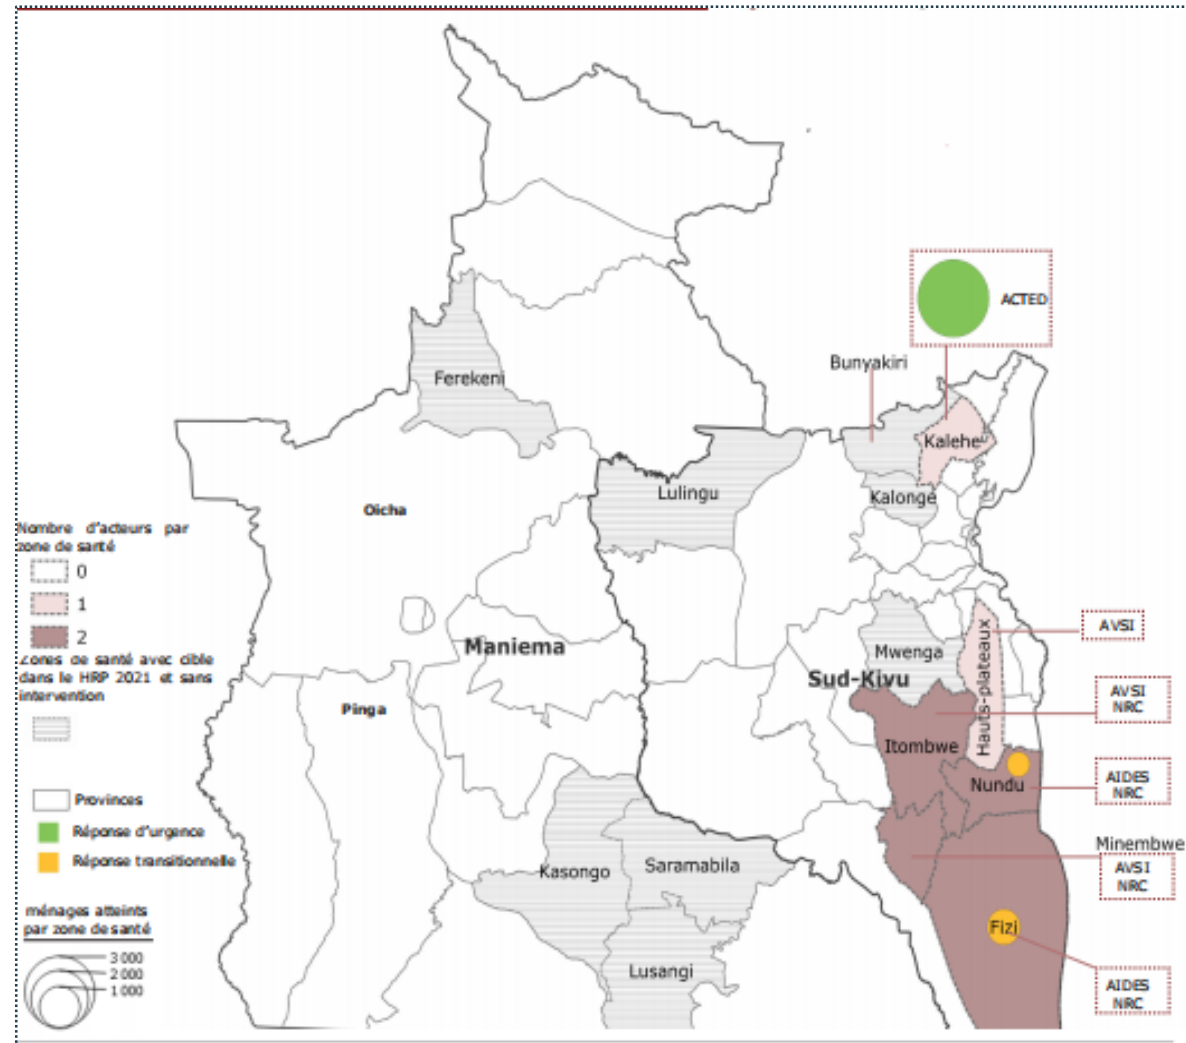 ACTED
Bunyakiri
Ferekeni
Kalehe
Lulingu
Kalonge
Oicha
Nombre d'acteurs par
zone de santé
0
1
2
Zones de santé avec cible
dans le HRP 2021 et sans
intervention
AVSI
Maniema
Mwenga
Hauts-plateaux
Sud-Kivu
AVSI
NRC
Pinga
Itombwe
AIDES
NRC
Nundu
Provinces
Réponse d'urgence
Réponse transitionnelle
Minembwe
AVSI
NRC
Kasongo
Saramabila
ménages atteints
par zone de santé
3 000
2 000
1 000
Fizi
Lusangi
AIDES
NRC